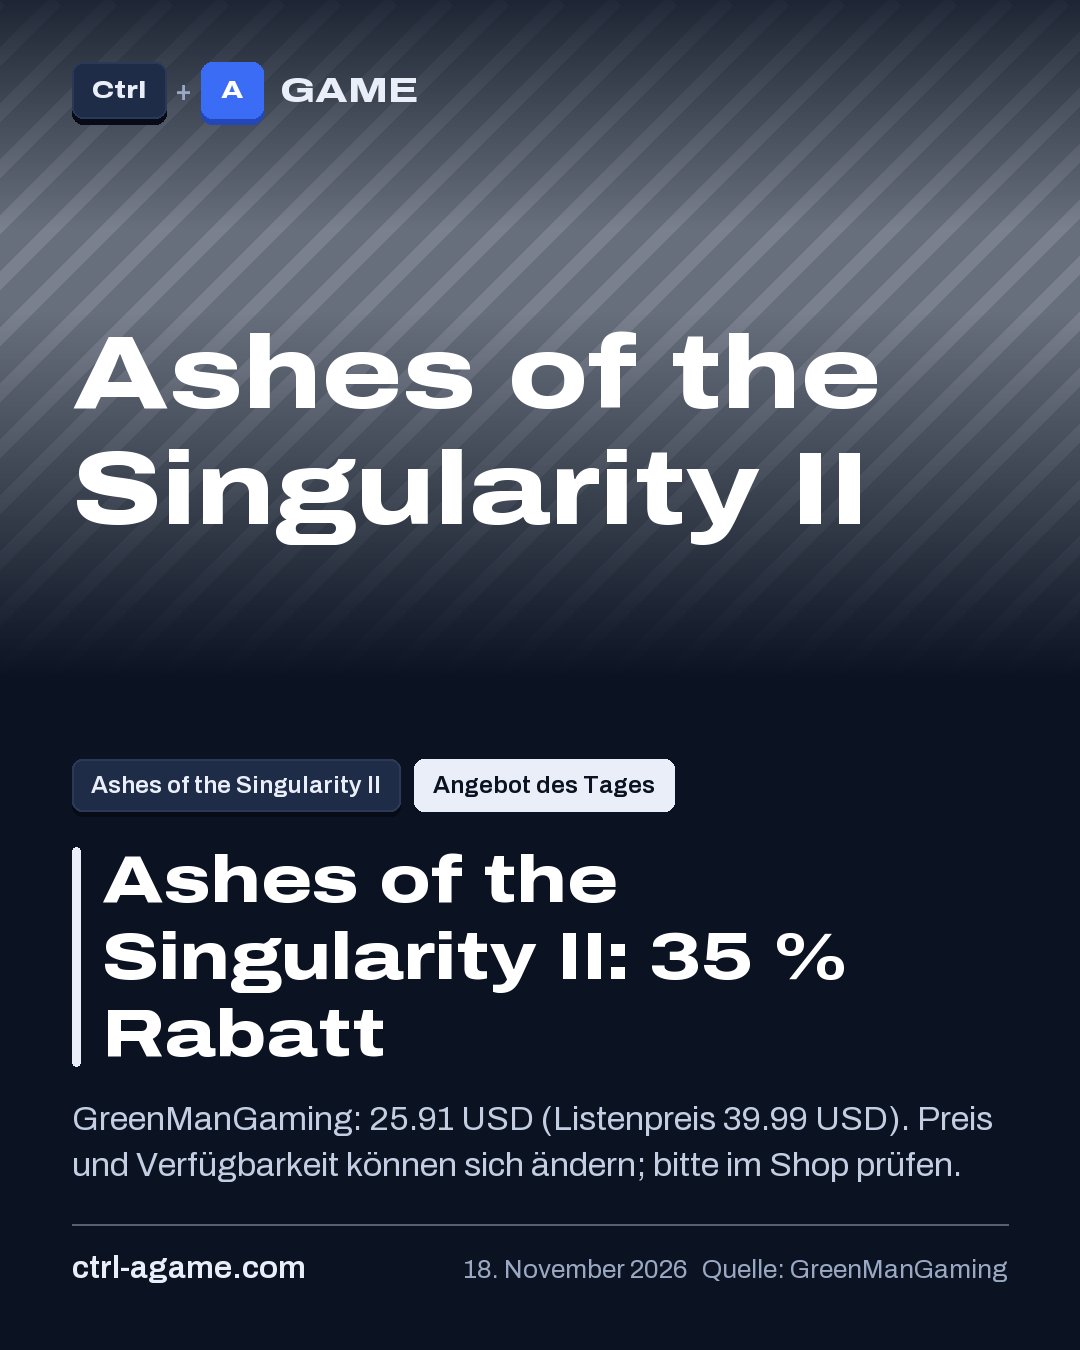 Ctrl + A GAME
Ashes of the
Singularity II
Ashes of the Singularity II Angebot des Tages
Ashes of the
Singularity II: 35 %
Rabatt
GreenManGaming: 25.91 USD (Listenpreis 39.99 USD). Preis
und Verfügbarkeit können sich ändern; bitte im Shop prüfen.
ctrl-agame.com 18. November 2026 Quelle: GreenManGaming